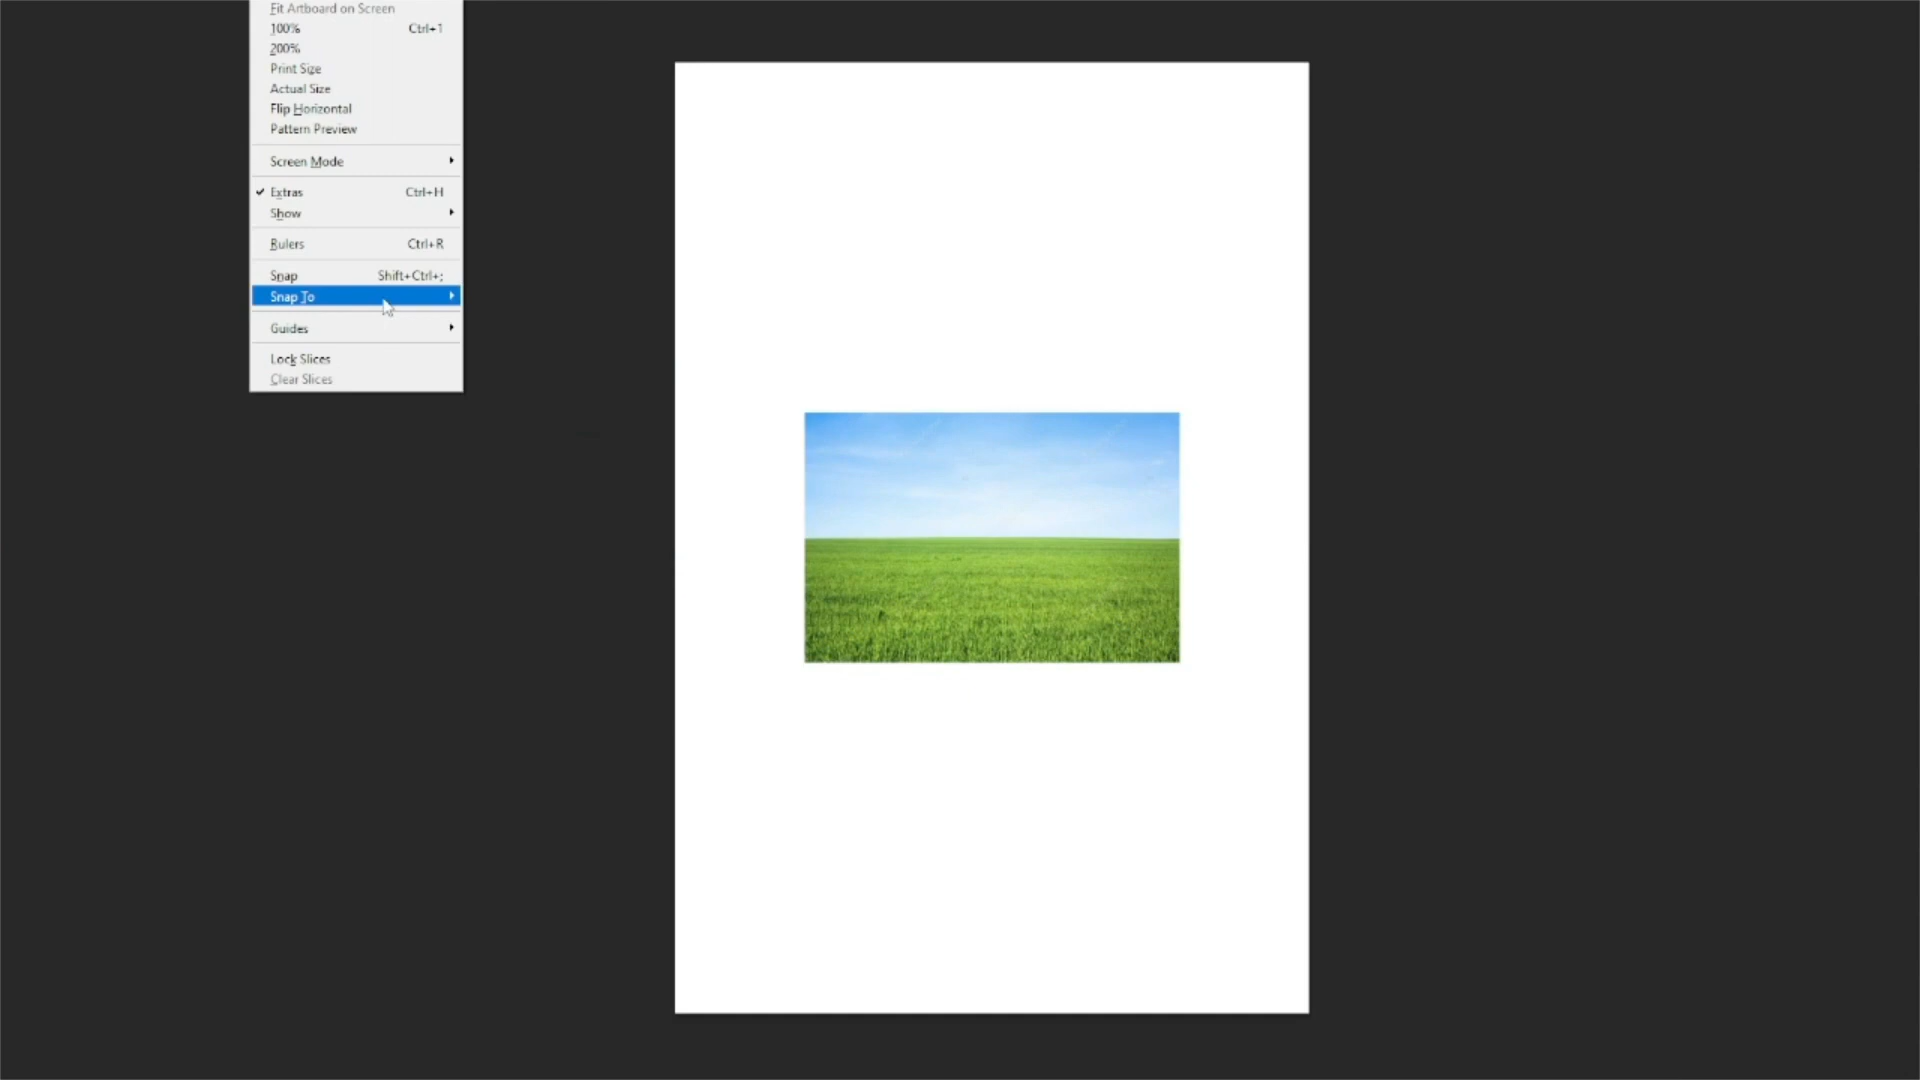 Fit Artboard on Screen
100% Ctrl+1
200%
Print Size
Actual Size
Flip Horizontal
Pattern Preview
Screen Mode
Extras Ctrl+H
Show
Rulers Ctrl+R
Snap Shift+Ctrl+;
Snap To
Guides
Lock Slices
Clear Slices